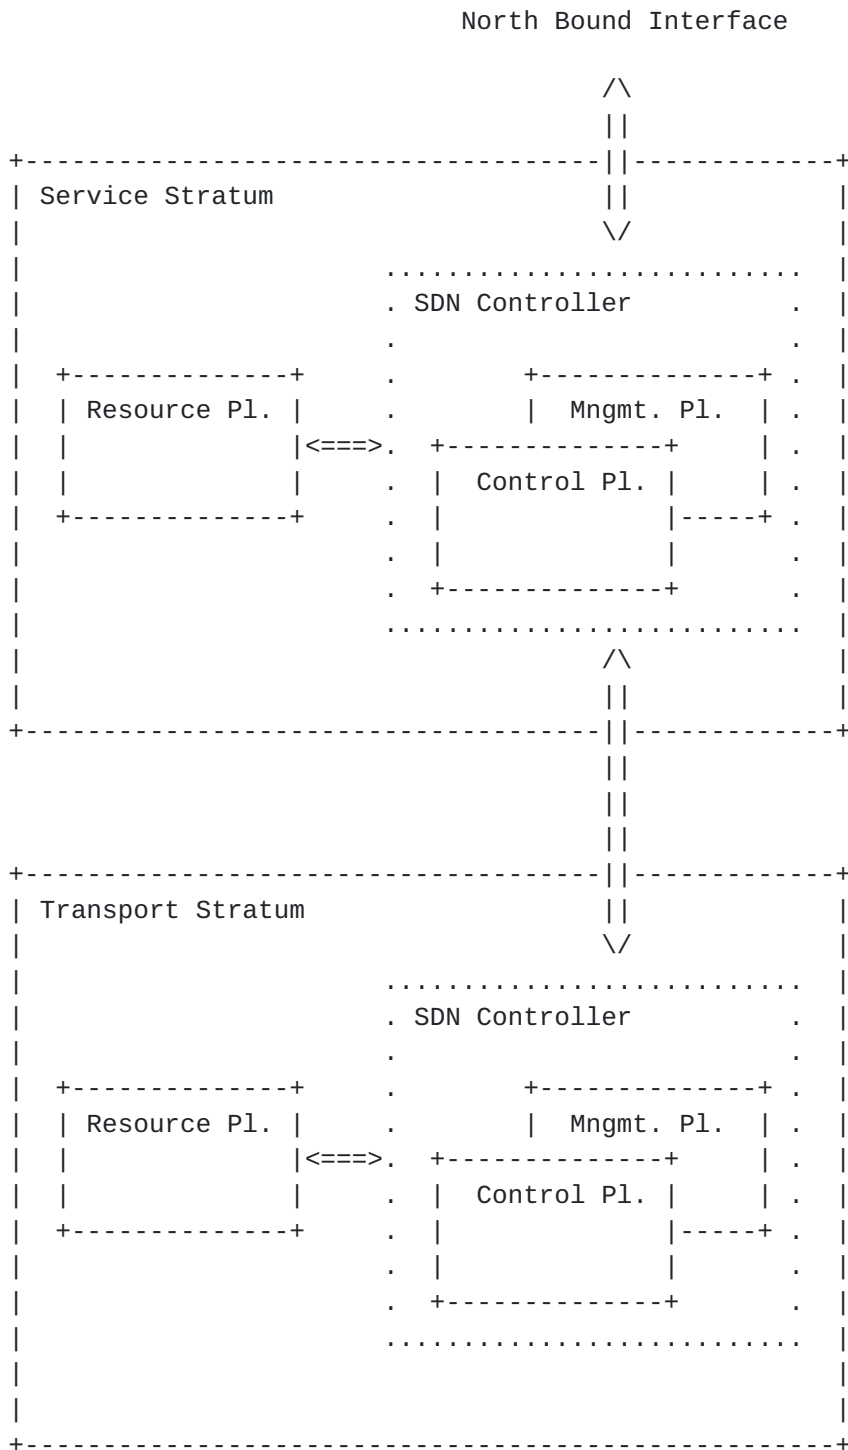 North Bound Interface
Service Stratum
SDN Controller
Resource Pl.
Mngmt. Pl.
Control Pl.
Transport Stratum
SDN Controller
Resource Pl.
Mngmt. Pl.
Control Pl.